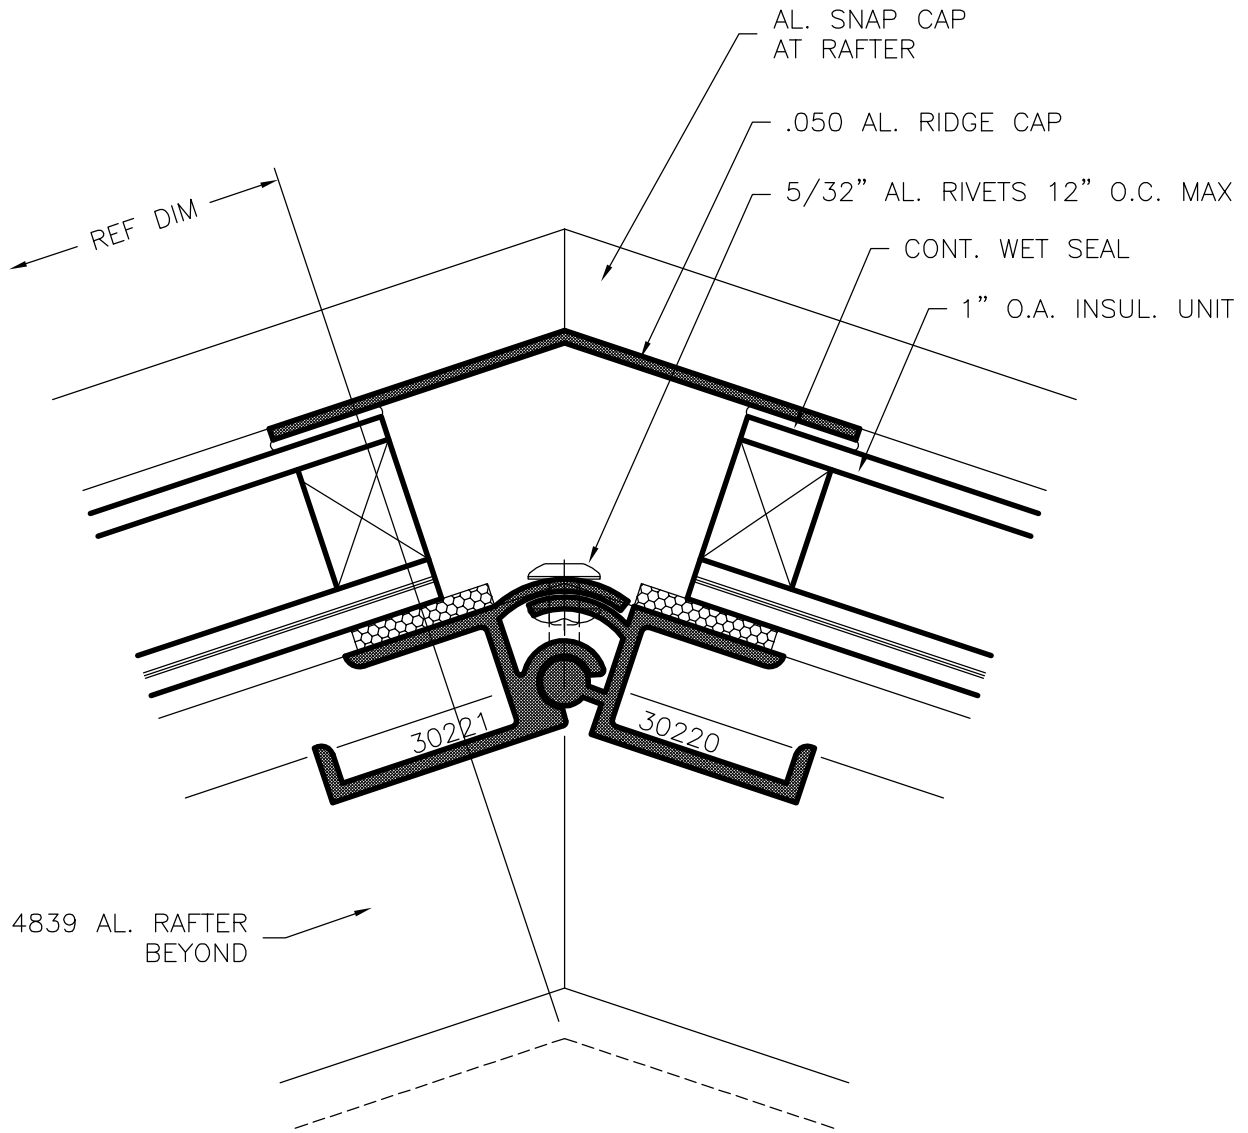 AL. SNAP CAP
AT RAFTER
.050 AL. RIDGE CAP
5/32” AL. RIVETS 12” O.C. MAX
REF DIM
CONT. WET SEAL
1” O.A. INSUL. UNIT
30221
30220
4839 AL. RAFTER
BEYOND